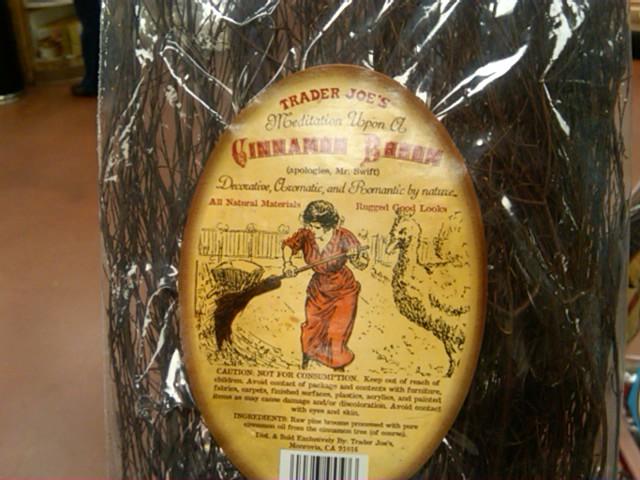 TRADER JOE'S
Meditation Upon A
CINNAMON BROOM
(apologies, Mr. Swift)
Decorative, Aromatic, and Romantic by nature...
All Natural Materials
Rugged Good Looks
CAUTION: NOT FOR CONSUMPTION. Keep out of reach of
children. Avoid contact of package and contents with furniture,
fabrics, carpets, finished surfaces, plastics, acrylics, and painted
items as may cause damage and/or discoloration. Avoid contact
with eyes and skin.
INGREDIENTS: Raw pine brooms processed with pure
cinnamon oil from the cinnamon tree (of course).
Dist. & Sold Exclusively By: Trader Joe's,
Monrovia, CA 91016